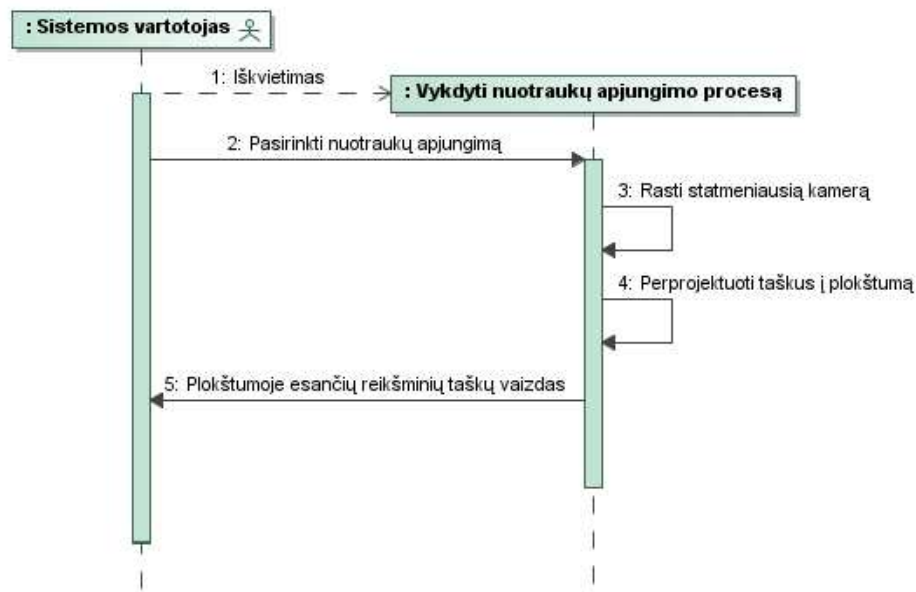 : Sistemos vartotojas
1: Iškvietimas
: Vykdyti nuotraukų apjungimo procesą
2: Pasirinkti nuotraukų apjungimą
3: Rasti statmeniausią kamerą
4: Perprojektuoti taškus į plokštumą
5: Plokštumoje esančių reikšminių taškų vaizdas